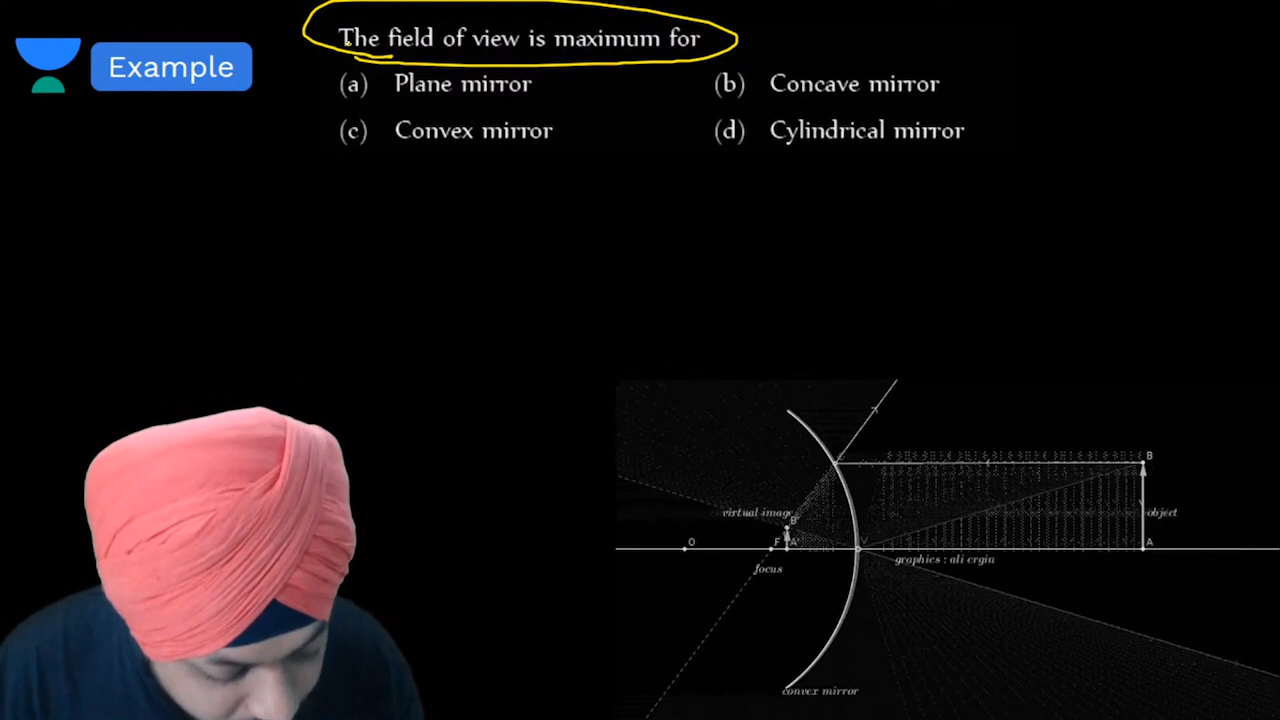 The field of view is maximum for
Example
(a) Plane mirror (b) Concave mirror
(c) Convex mirror (d) Cylindrical mirror
B
virtual image
B'
object
O F A' V A
focus
graphics : ali ergin
convex mirror